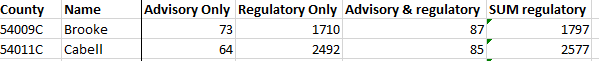 County Name Advisory Only Regulatory Only Advisory & regulatory SUM regulatory
54009C Brooke 73 1710 87 1797
54011C Cabell 64 2492 85 2577